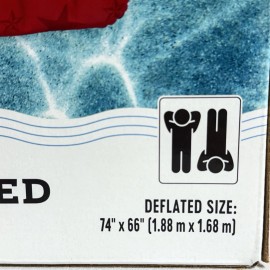 ED
DEFLATED SIZE:
74" x 66" (1.88 m x 1.68 m)